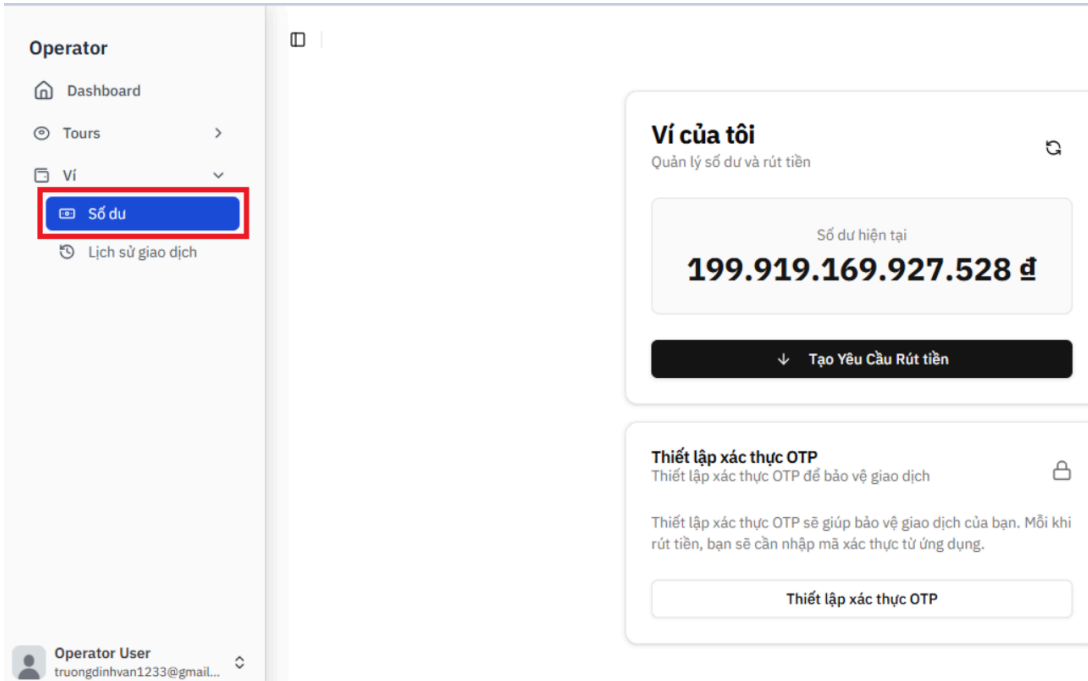 Operator
Dashboard
Tours
Ví
Số dư
Lịch sử giao dịch
Ví của tôi
Quản lý số dư và rút tiền
Số dư hiện tại
199.919.169.927.528 ₫
Tạo Yêu Cầu Rút tiền
Thiết lập xác thực OTP
Thiết lập xác thực OTP để bảo vệ giao dịch
Thiết lập xác thực OTP sẽ giúp bảo vệ giao dịch của bạn. Mỗi khi
rút tiền, bạn sẽ cần nhập mã xác thực từ ứng dụng.
Thiết lập xác thực OTP
Operator User
truongdinhvan1233@gmail...